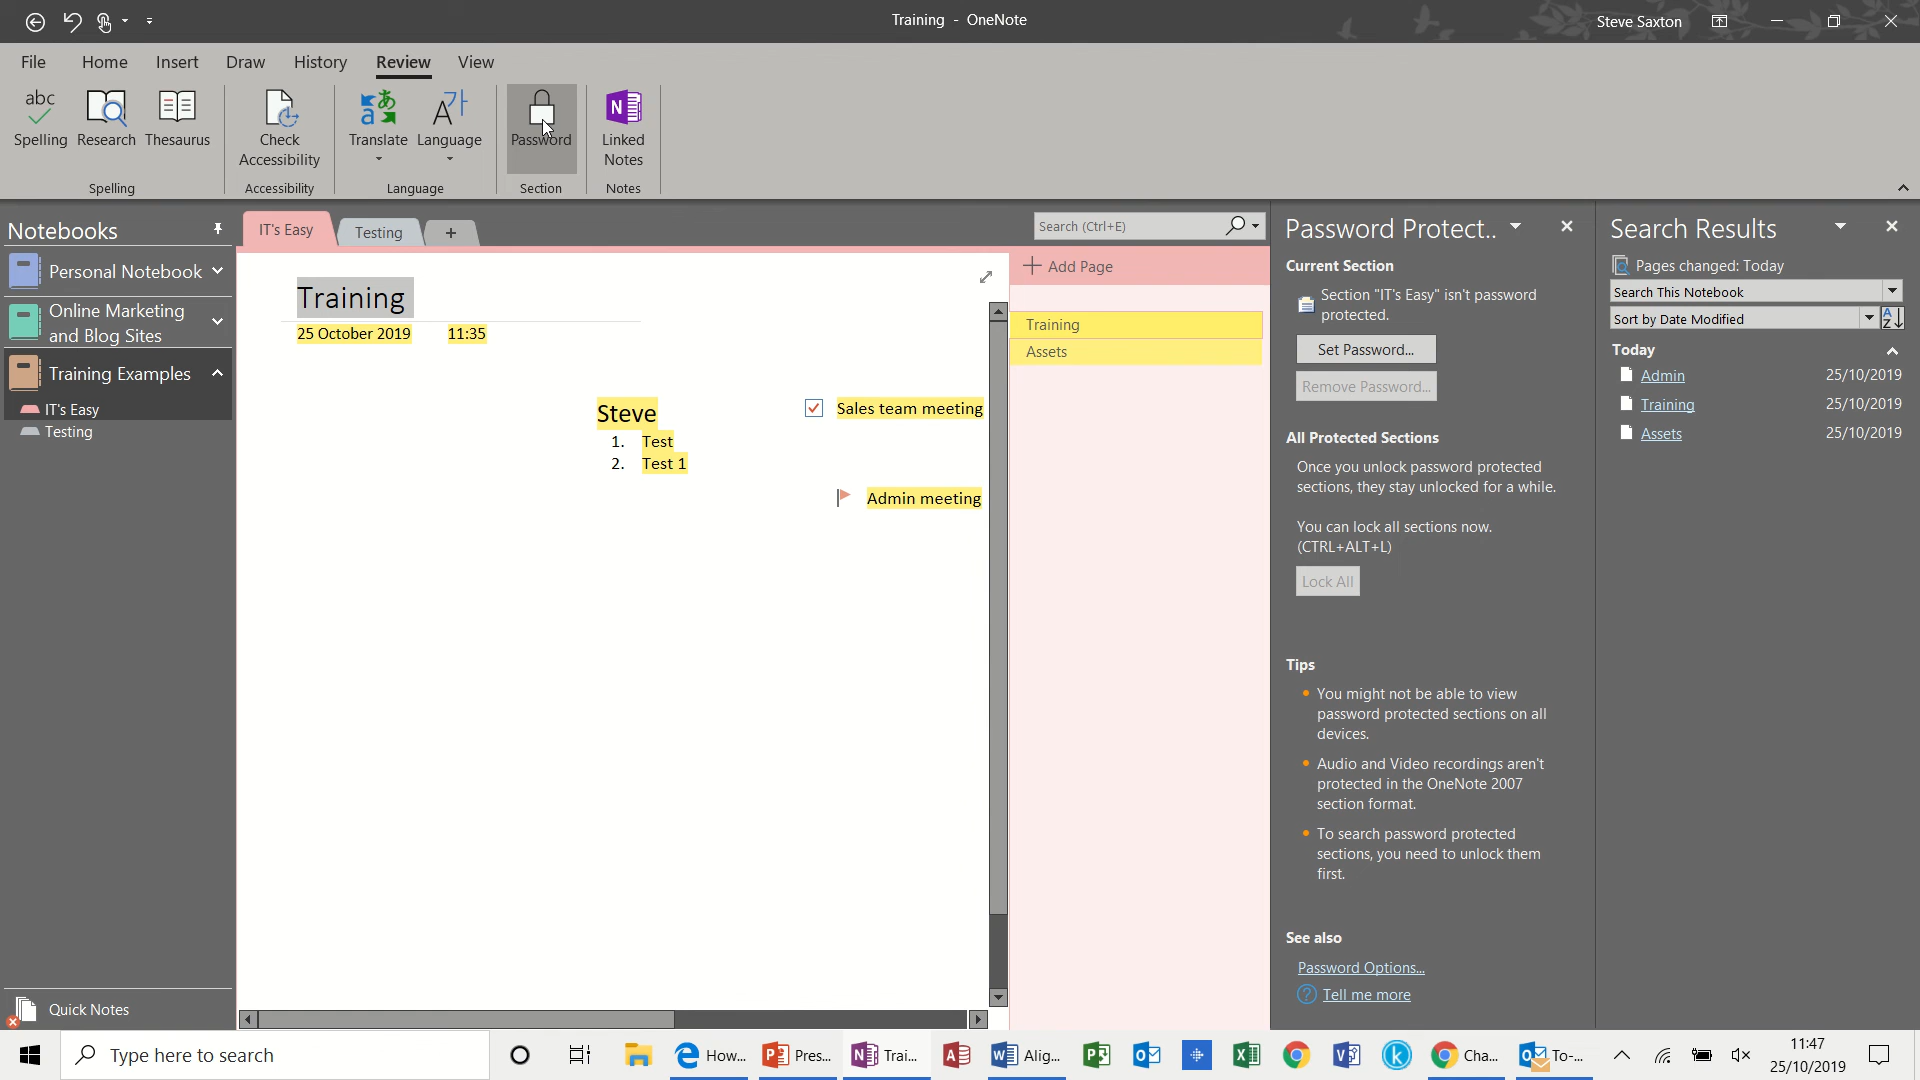 Training - OneNote
Steve Saxton
File
Home
Insert
Draw
History
Review
View
abc
Spelling
Research
Thesaurus
Check
Accessibility
Translate
Language
Password
Linked
Notes
Spelling
Accessibility
Language
Section
Notes
Notebooks
Personal Notebook
Online Marketing
and Blog Sites
Training Examples
IT's Easy
Testing
Quick Notes
IT's Easy
Testing
+
Search (Ctrl+E)
Training
25 October 2019 11:35
Steve
1. Test
2. Test 1
Sales team meeting
Admin meeting
Add Page
Training
Assets
Password Protect..
Current Section
Section "IT's Easy" isn't password
protected.
Set Password...
Remove Password...
All Protected Sections
Once you unlock password protected
sections, they stay unlocked for a while.
You can lock all sections now.
(CTRL+ALT+L)
Lock All
Tips
You might not be able to view
password protected sections on all
devices.
Audio and Video recordings aren't
protected in the OneNote 2007
section format.
To search password protected
sections, you need to unlock them
first.
See also
Password Options...
Tell me more
Search Results
Pages changed: Today
Search This Notebook
Sort by Date Modified
Today
Admin 25/10/2019
Training 25/10/2019
Assets 25/10/2019
Type here to search
How...
Pres...
Trai...
Alig...
Cha...
To-...
11:47
25/10/2019